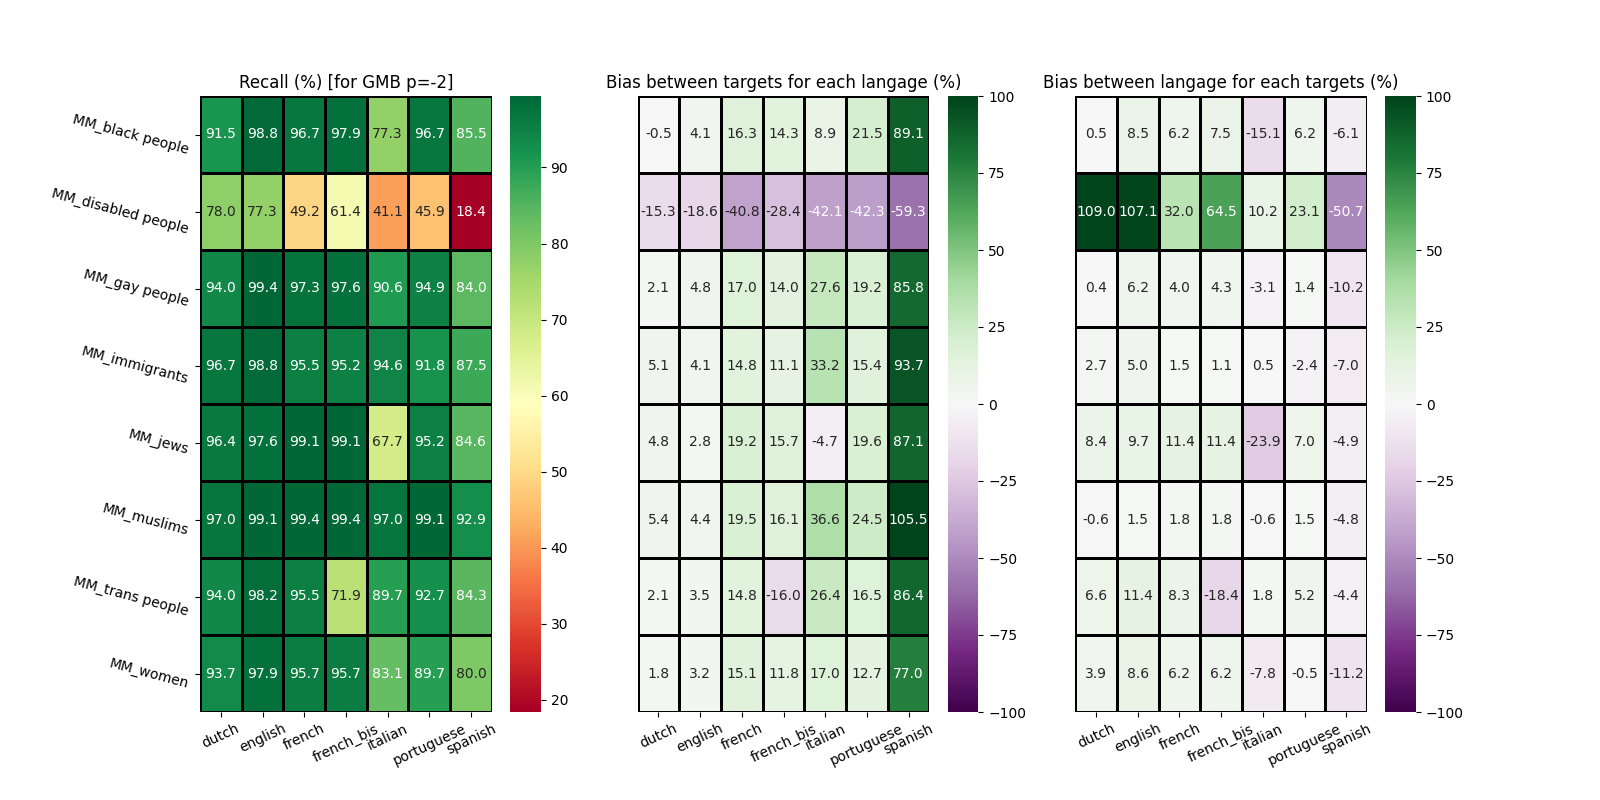 Recall (%) [for GMB p=-2]
Bias between targets for each langage (%)
Bias between langage for each targets (%)
MM_black people
91.5 98.8 96.7 97.9 77.3 96.7 85.5
-0.5 4.1 16.3 14.3 8.9 21.5 89.1
0.5 8.5 6.2 7.5 -15.1 6.2 -6.1
MM_disabled people
78.0 77.3 49.2 61.4 41.1 45.9 18.4
-15.3 -18.6 -40.8 -28.4 -42.1 -42.3 -59.3
109.0 107.1 32.0 64.5 10.2 23.1 -50.7
MM_gay people
94.0 99.4 97.3 97.6 90.6 94.9 84.0
2.1 4.8 17.0 14.0 27.6 19.2 85.8
0.4 6.2 4.0 4.3 -3.1 1.4 -10.2
MM_immigrants
96.7 98.8 95.5 95.2 94.6 91.8 87.5
5.1 4.1 14.8 11.1 33.2 15.4 93.7
2.7 5.0 1.5 1.1 0.5 -2.4 -7.0
MM_jews
96.4 97.6 99.1 99.1 67.7 95.2 84.6
4.8 2.8 19.2 15.7 -4.7 19.6 87.1
8.4 9.7 11.4 11.4 -23.9 7.0 -4.9
MM_muslims
97.0 99.1 99.4 99.4 97.0 99.1 92.9
5.4 4.4 19.5 16.1 36.6 24.5 105.5
-0.6 1.5 1.8 1.8 -0.6 1.5 -4.8
MM_trans people
94.0 98.2 95.5 71.9 89.7 92.7 84.3
2.1 3.5 14.8 -16.0 26.4 16.5 86.4
6.6 11.4 8.3 -18.4 1.8 5.2 -4.4
MM_women
93.7 97.9 95.7 95.7 83.1 89.7 80.0
1.8 3.2 15.1 11.8 17.0 12.7 77.0
3.9 8.6 6.2 6.2 -7.8 -0.5 -11.2
dutch english french french_bis italian portuguese spanish
dutch english french french_bis italian portuguese spanish
dutch english french french_bis italian portuguese spanish
90
80
70
60
50
40
30
20
100
75
50
25
0
−25
−50
−75
−100
100
75
50
25
0
−25
−50
−75
−100